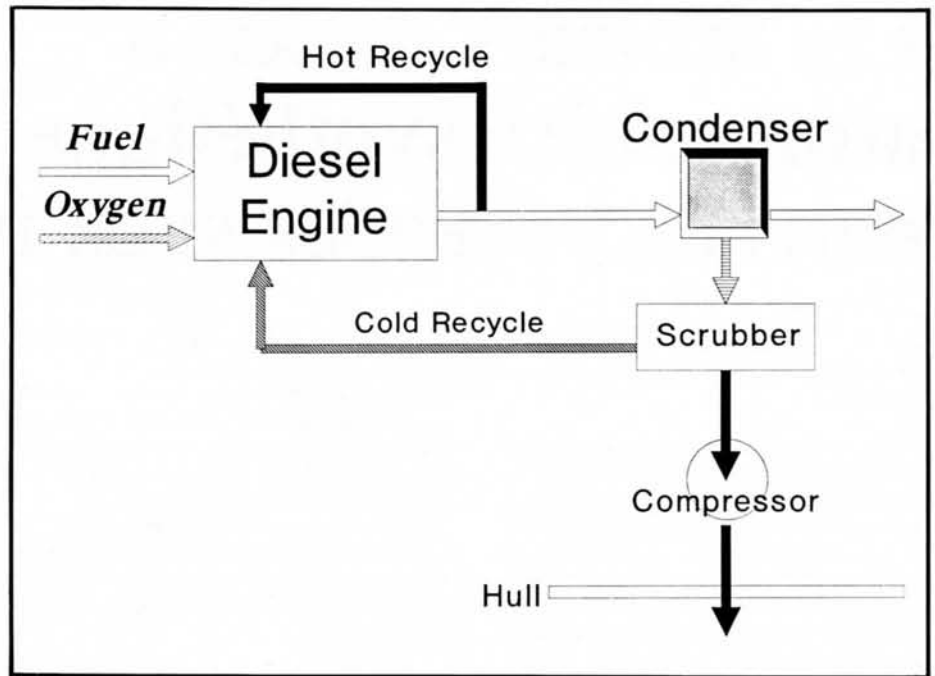 Hot Recycle
Fuel
Oxygen
Diesel
Engine
Condenser
Cold Recycle
Scrubber
Compressor
Hull